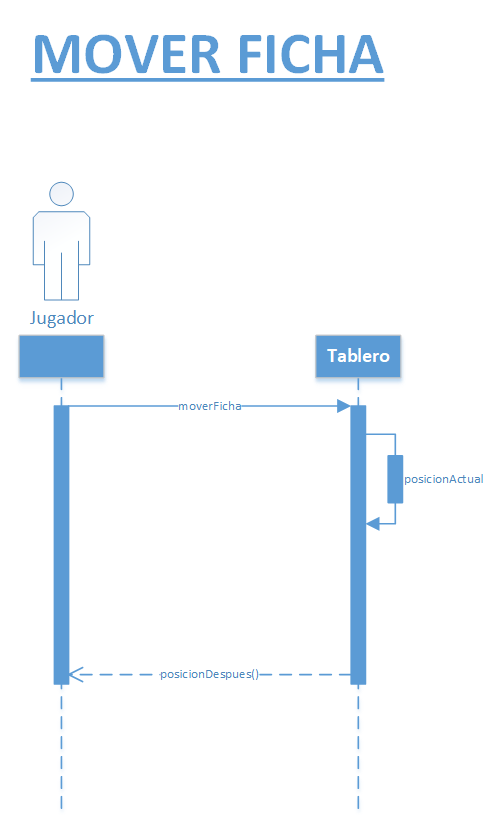 MOVER FICHA
Jugador
Tablero
moverFicha
posicionActual
posicionDespues()